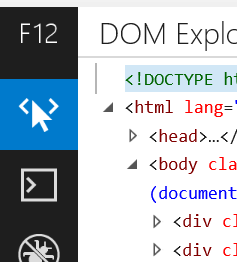 F12
DOM Explo
<!DOCTYPE ht
<html lang="
<head>…</
<body cla
(document
<div cl
<div cl